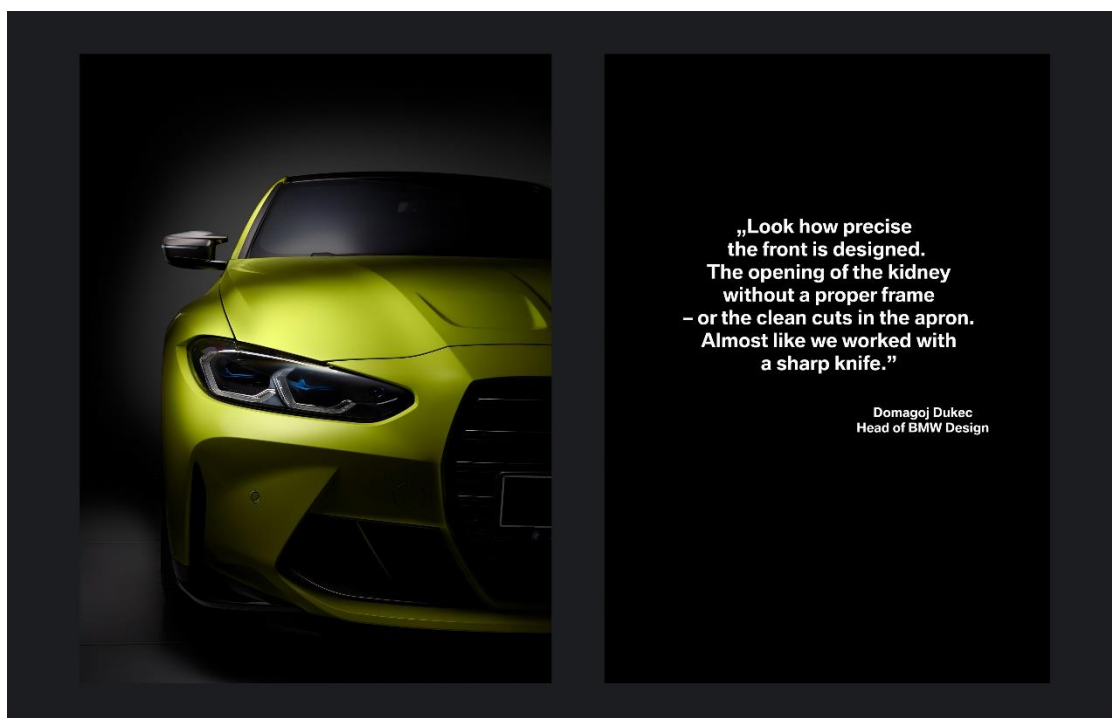 „Look how precise
the front is designed.
The opening of the kidney
without a proper frame
– or the clean cuts in the apron.
Almost like we worked with
a sharp knife.”
Domagoj Dukec
Head of BMW Design